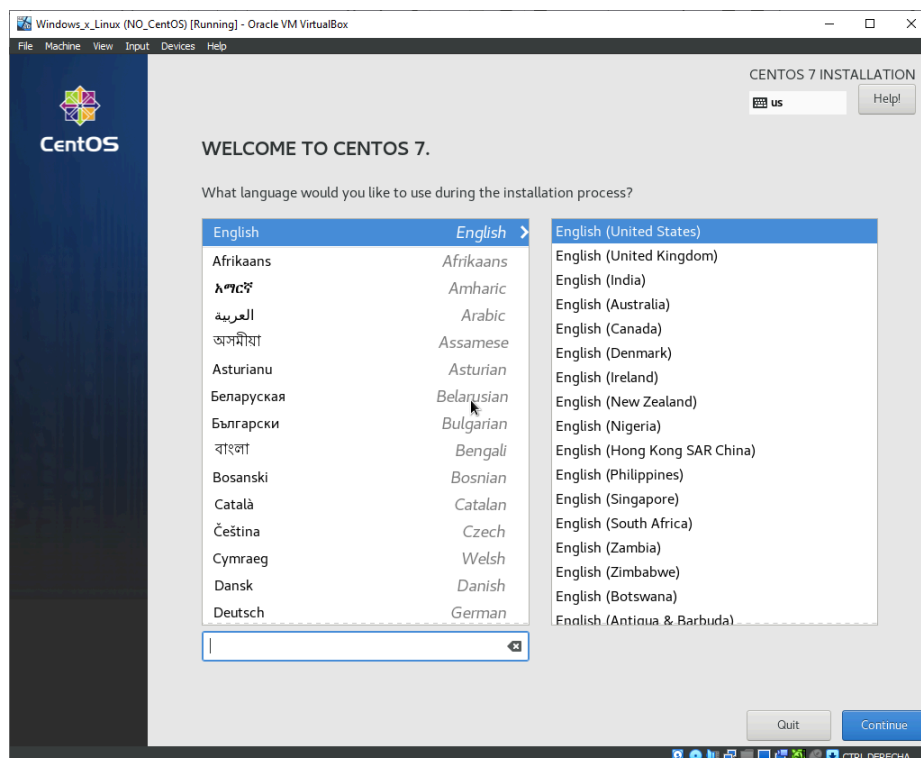 Windows_x_Linux (NO_CentOS) [Running] - Oracle VM VirtualBox
File Machine View Input Devices Help
CENTOS 7 INSTALLATION
us
Help!
CentOS
WELCOME TO CENTOS 7.
What language would you like to use during the installation process?
English English
Afrikaans Afrikaans
አማርኛ Amharic
العربية Arabic
অসমীয়া Assamese
Asturianu Asturian
Беларуская Belarusian
Български Bulgarian
বাংলা Bengali
Bosanski Bosnian
Català Catalan
Čeština Czech
Cymraeg Welsh
Dansk Danish
Deutsch German
English (United States)
English (United Kingdom)
English (India)
English (Australia)
English (Canada)
English (Denmark)
English (Ireland)
English (New Zealand)
English (Nigeria)
English (Hong Kong SAR China)
English (Philippines)
English (Singapore)
English (South Africa)
English (Zambia)
English (Zimbabwe)
English (Botswana)
English (Antigua & Barbuda)
Quit
Continue
CTRL DERECHA